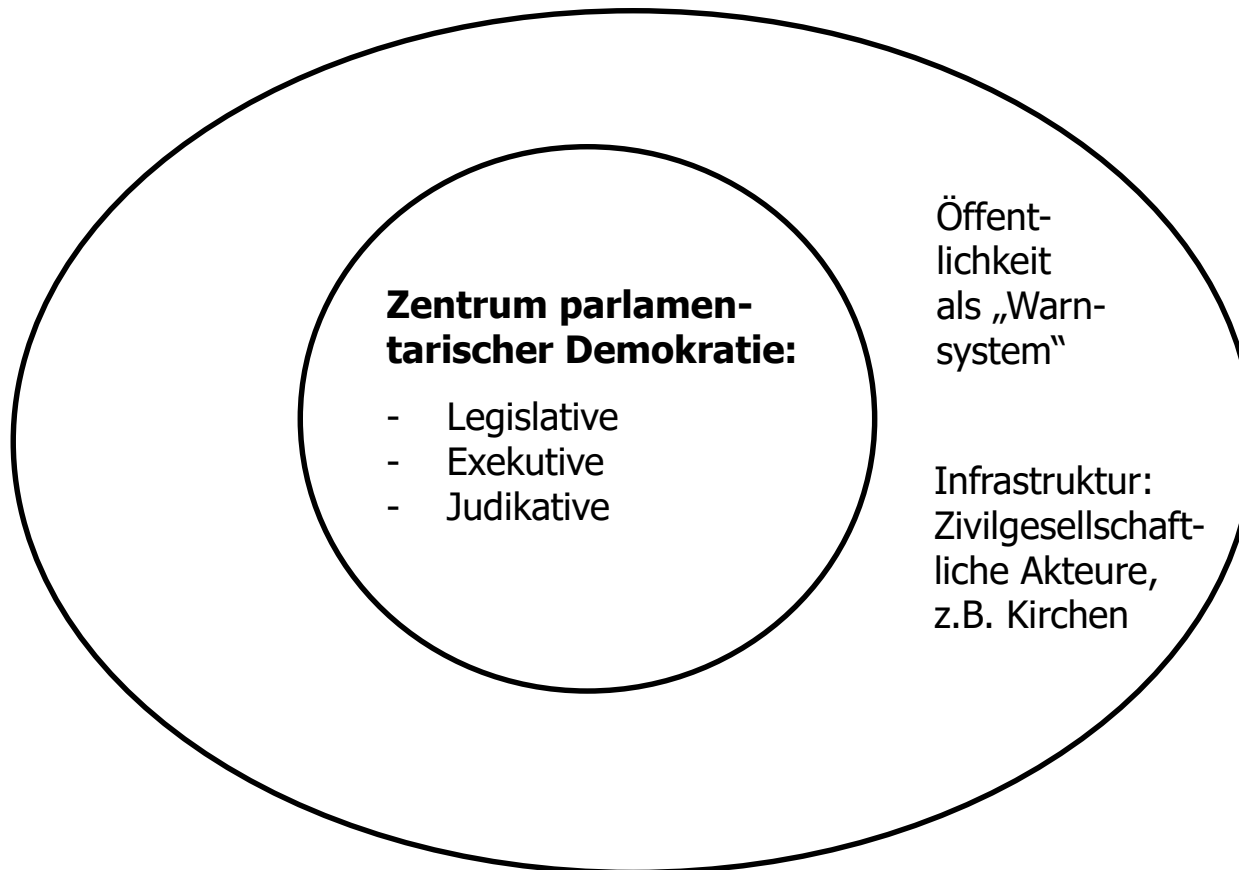 Zentrum parlamen-
tarischer Demokratie:
- Legislative
- Exekutive
- Judikative
Öffent-
lichkeit
als „Warn-
system“
Infrastruktur:
Zivilgesellschaft-
liche Akteure,
z.B. Kirchen